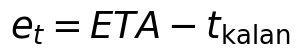 e_t = ETA − t_kalan